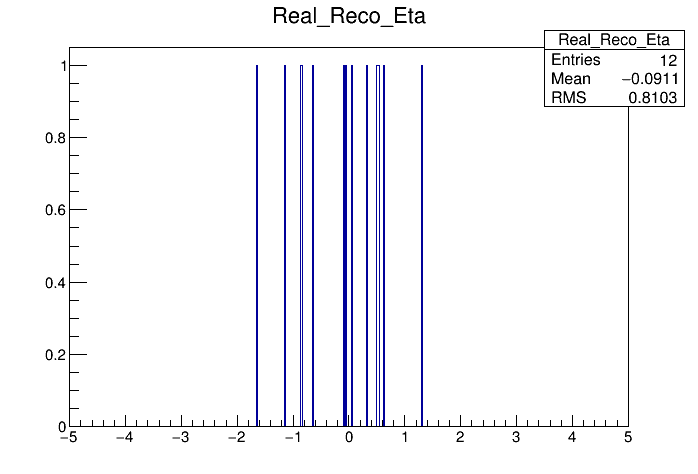 Real_Reco_Eta
Real_Reco_Eta
Entries 12
Mean −0.0911
RMS 0.8103
1
0.8
0.6
0.4
0.2
0
−5 −4 −3 −2 −1 0 1 2 3 4 5